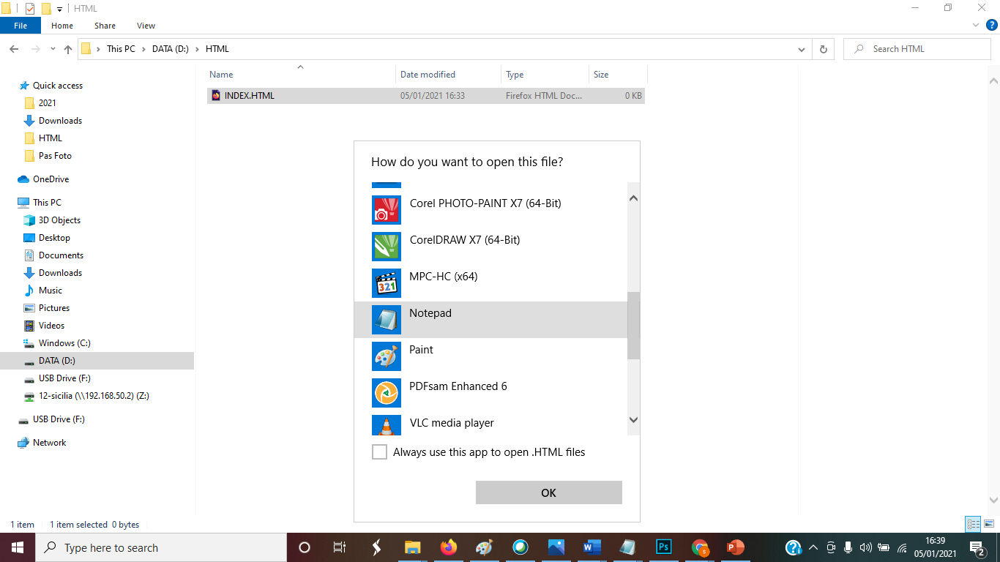 HTML
File Home Share View
This PC DATA (D:) HTML
Search HTML
Name Date modified Type Size
INDEX.HTML 05/01/2021 16:33 Firefox HTML Doc... 0 KB
Quick access
2021
Downloads
HTML
Pas Foto
OneDrive
This PC
3D Objects
Desktop
Documents
Downloads
Music
Pictures
Videos
Windows (C:)
DATA (D:)
USB Drive (F:)
12-sicilia (\\192.168.50.2) (Z:)
USB Drive (F:)
Network
How do you want to open this file?
Corel PHOTO-PAINT X7 (64-Bit)
CorelDRAW X7 (64-Bit)
MPC-HC (x64)
321
Notepad
Paint
PDFsam Enhanced 6
VLC media player
Always use this app to open .HTML files
OK
1 item 1 item selected 0 bytes
Type here to search
W
Ps
S
P
16:39
05/01/2021
2